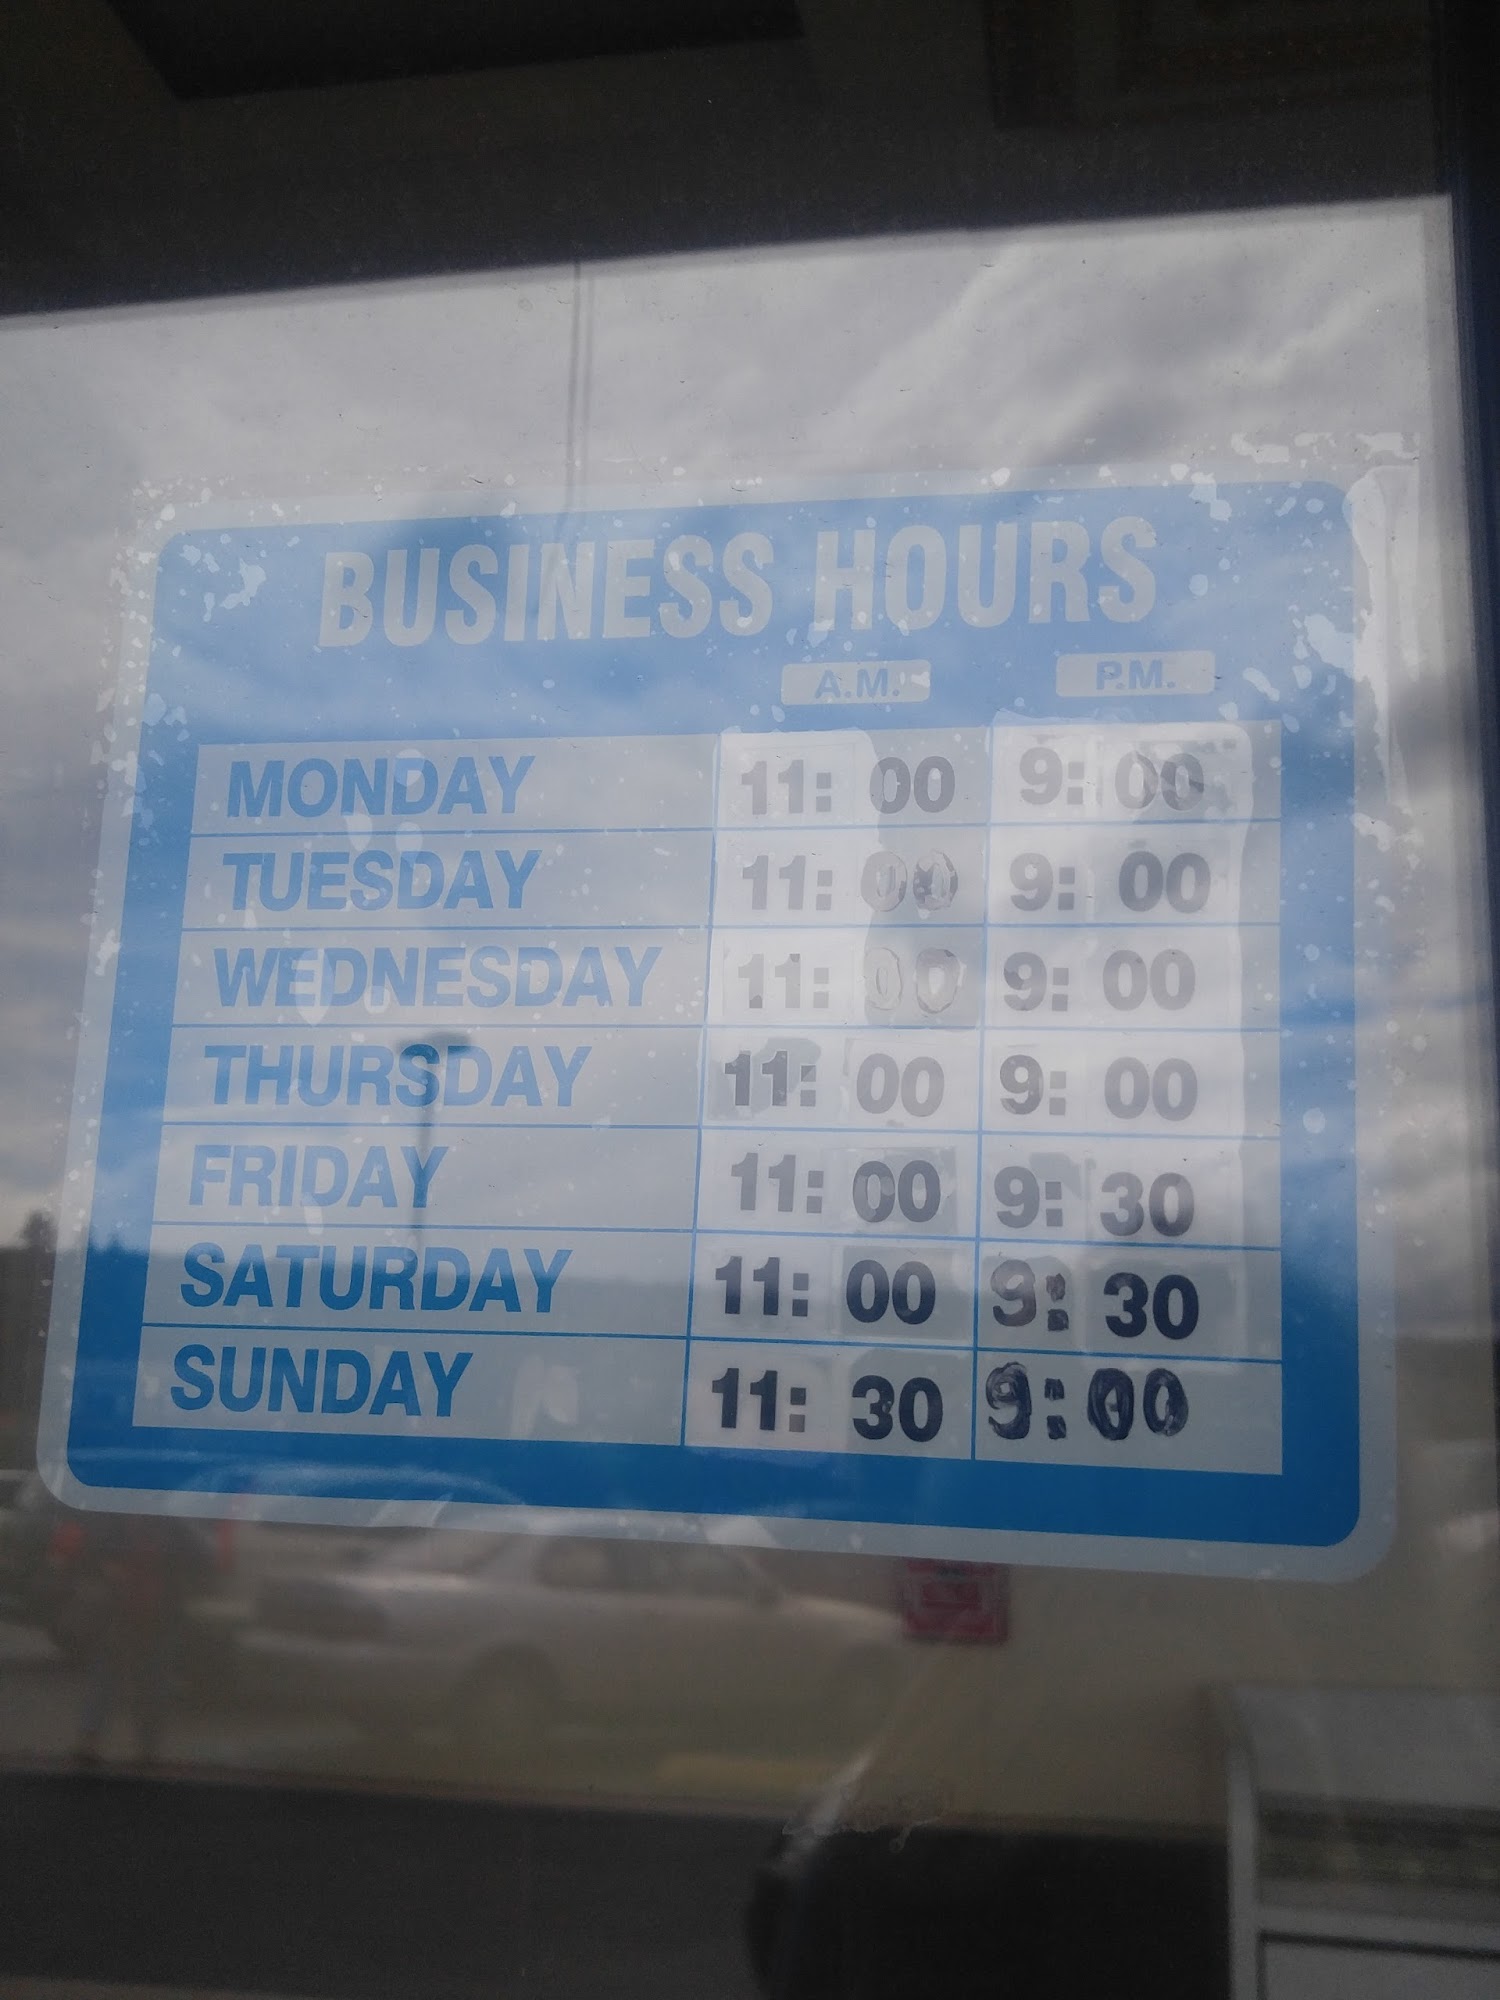 BUSINESS HOURS
A.M. P.M.
MONDAY 11:00 9:00
TUESDAY 11:00 9:00
WEDNESDAY 11:00 9:00
THURSDAY 11:00 9:00
FRIDAY 11:00 9:30
SATURDAY 11:00 9:30
SUNDAY 11:30 9:00